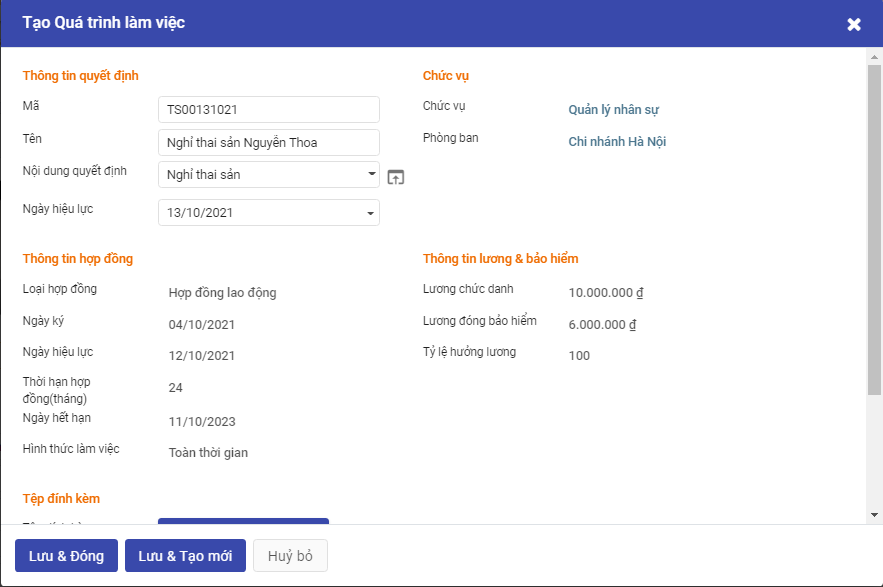 Tạo Quá trình làm việc
Thông tin quyết định
Mã TS00131021
Tên Nghỉ thai sản Nguyễn Thoa
Nội dung quyết định Nghỉ thai sản
Ngày hiệu lực 13/10/2021
Chức vụ
Chức vụ Quản lý nhân sự
Phòng ban Chi nhánh Hà Nội
Thông tin hợp đồng
Loại hợp đồng Hợp đồng lao động
Ngày ký 04/10/2021
Ngày hiệu lực 12/10/2021
Thời hạn hợp
đồng(tháng) 24
Ngày hết hạn 11/10/2023
Hình thức làm việc Toàn thời gian
Thông tin lương & bảo hiểm
Lương chức danh 10.000.000 ₫
Lương đóng bảo hiểm 6.000.000 ₫
Tỷ lệ hưởng lương 100
Tệp đính kèm
Lưu & Đóng Lưu & Tạo mới Huỷ bỏ